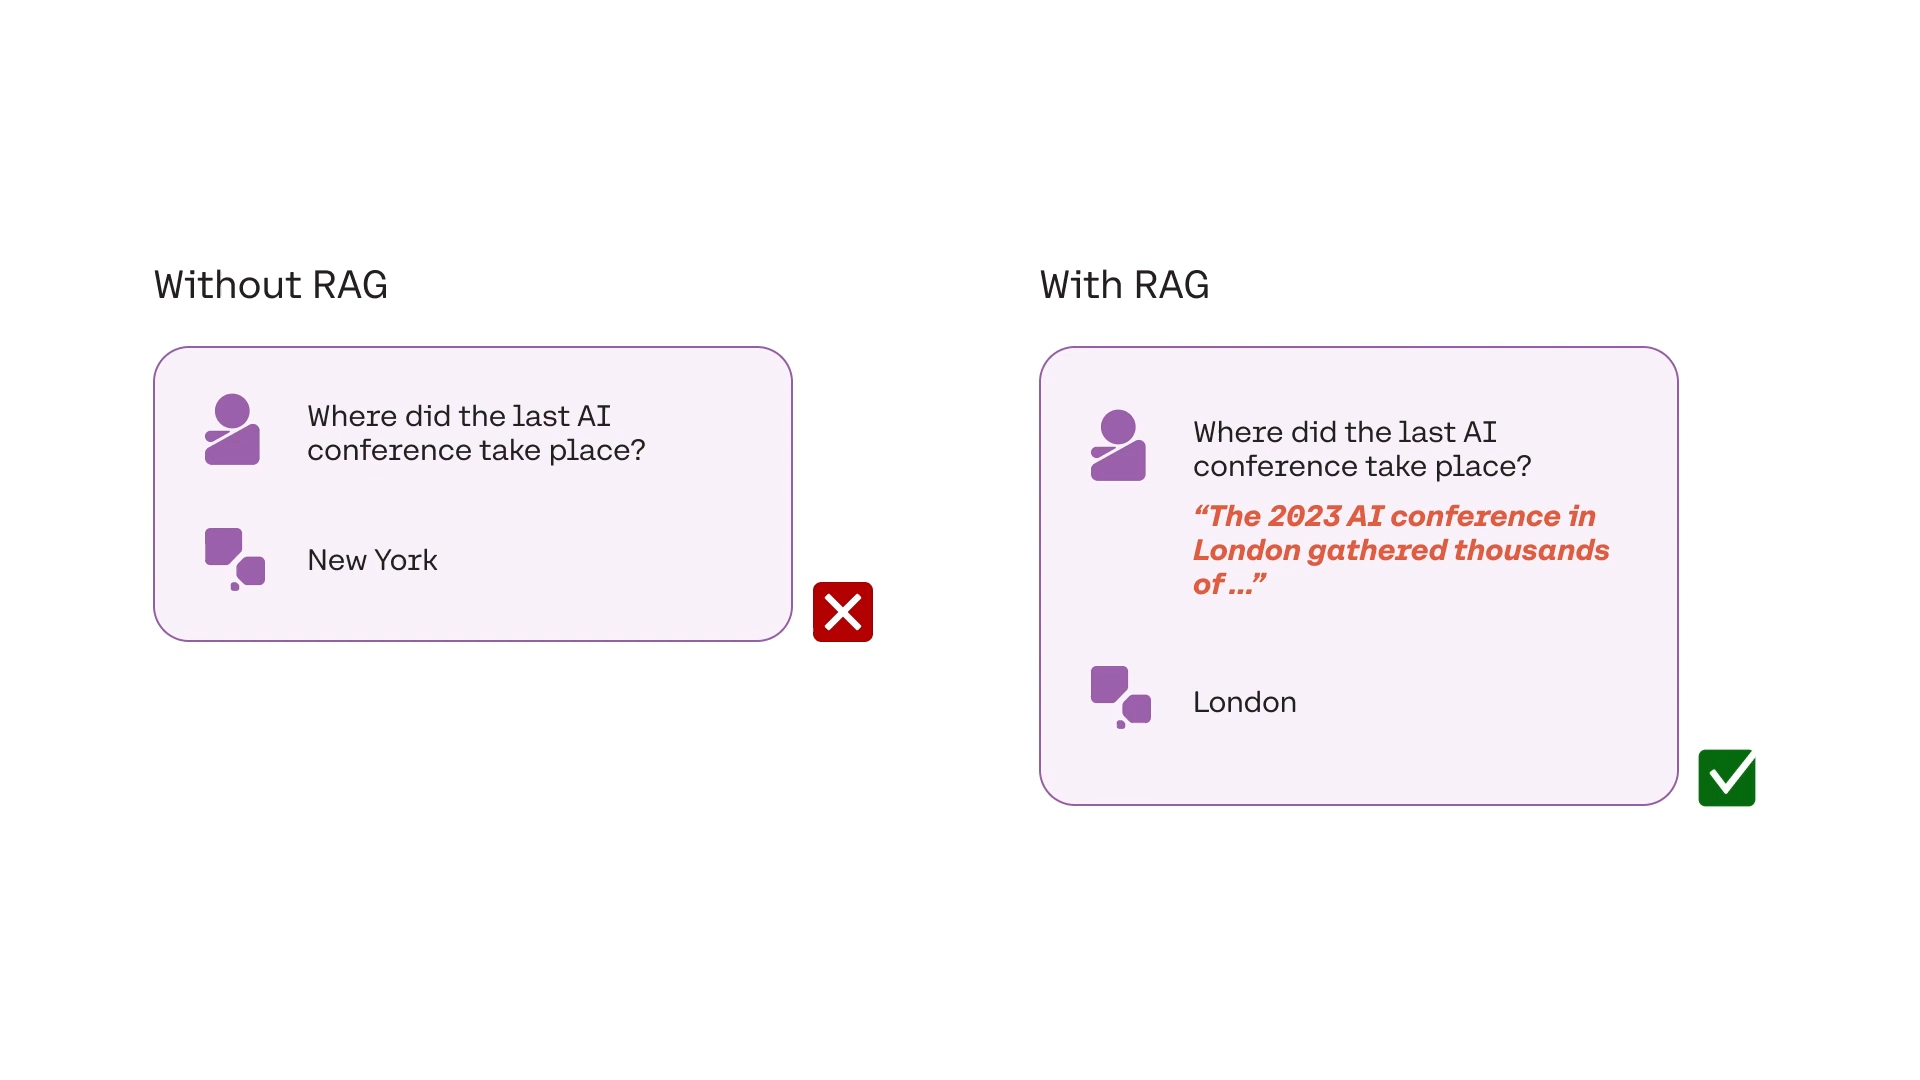 Without RAG
Where did the last AI
conference take place?
New York
With RAG
Where did the last AI
conference take place?
“The 2023 AI conference in
London gathered thousands
of ...”
London